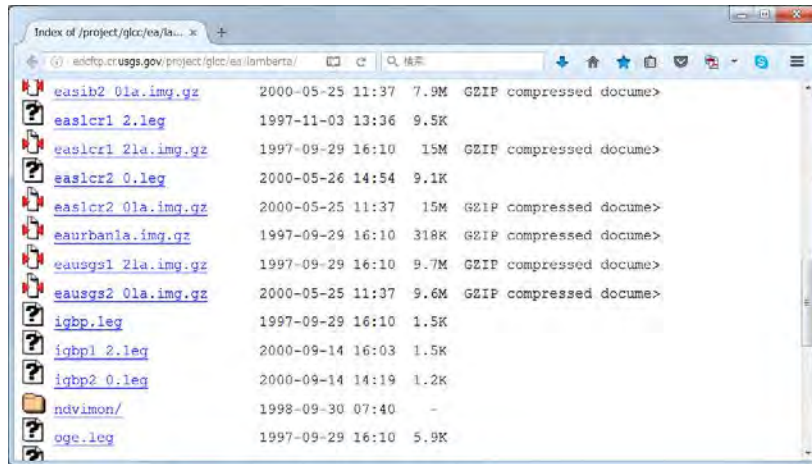 Index of /project/glcc/ea/la... × +
edcftp.cr.usgs.gov/project/glcc/ea/lamberta/ 検索
easib2 01a.img.gz 2000-05-25 11:37 7.9M GZIP compressed docume>
easlcr1 2.leg 1997-11-03 13:36 9.5K
easlcr1 21a.img.gz 1997-09-29 16:10 15M GZIP compressed docume>
easlcr2 0.leg 2000-05-26 14:54 9.1K
easlcr2 01a.img.gz 2000-05-25 11:37 15M GZIP compressed docume>
eaurbanla.img.gz 1997-09-29 16:10 318K GZIP compressed docume>
eausgs1 21a.img.gz 1997-09-29 16:10 9.7M GZIP compressed docume>
eausgs2 01a.img.gz 2000-05-25 11:37 9.6M GZIP compressed docume>
igbp.leg 1997-09-29 16:10 1.5K
igbp1 2.leg 2000-09-14 16:03 1.5K
igbp2 0.leg 2000-09-14 14:19 1.2K
ndvimon/ 1998-09-30 07:40 -
oge.leg 1997-09-29 16:10 5.9K